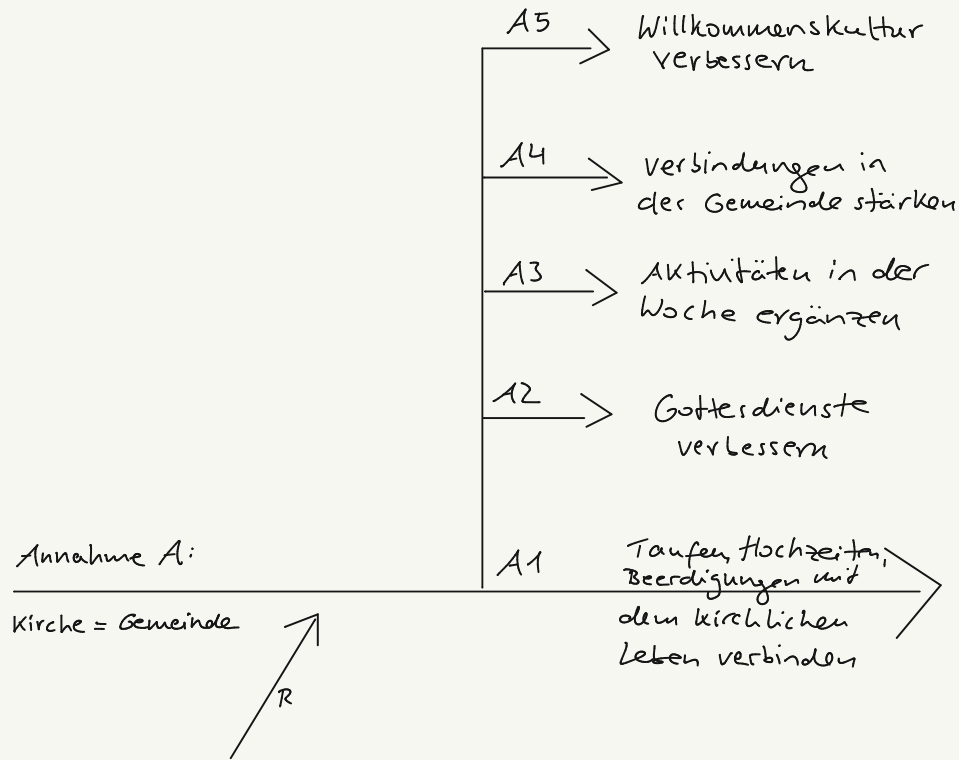 A5
Willkommenskultur
verbessern
A4
Verbindungen in
der Gemeinde stärken
A3
Aktivitäten in der
Woche ergänzen
A2
Gottesdienste
verbessern
Annahme A:
A1
Taufen, Hochzeiten,
Beerdigungen mit
Kirche = Gemeinde
dem kirchlichen
Leben verbinden
R